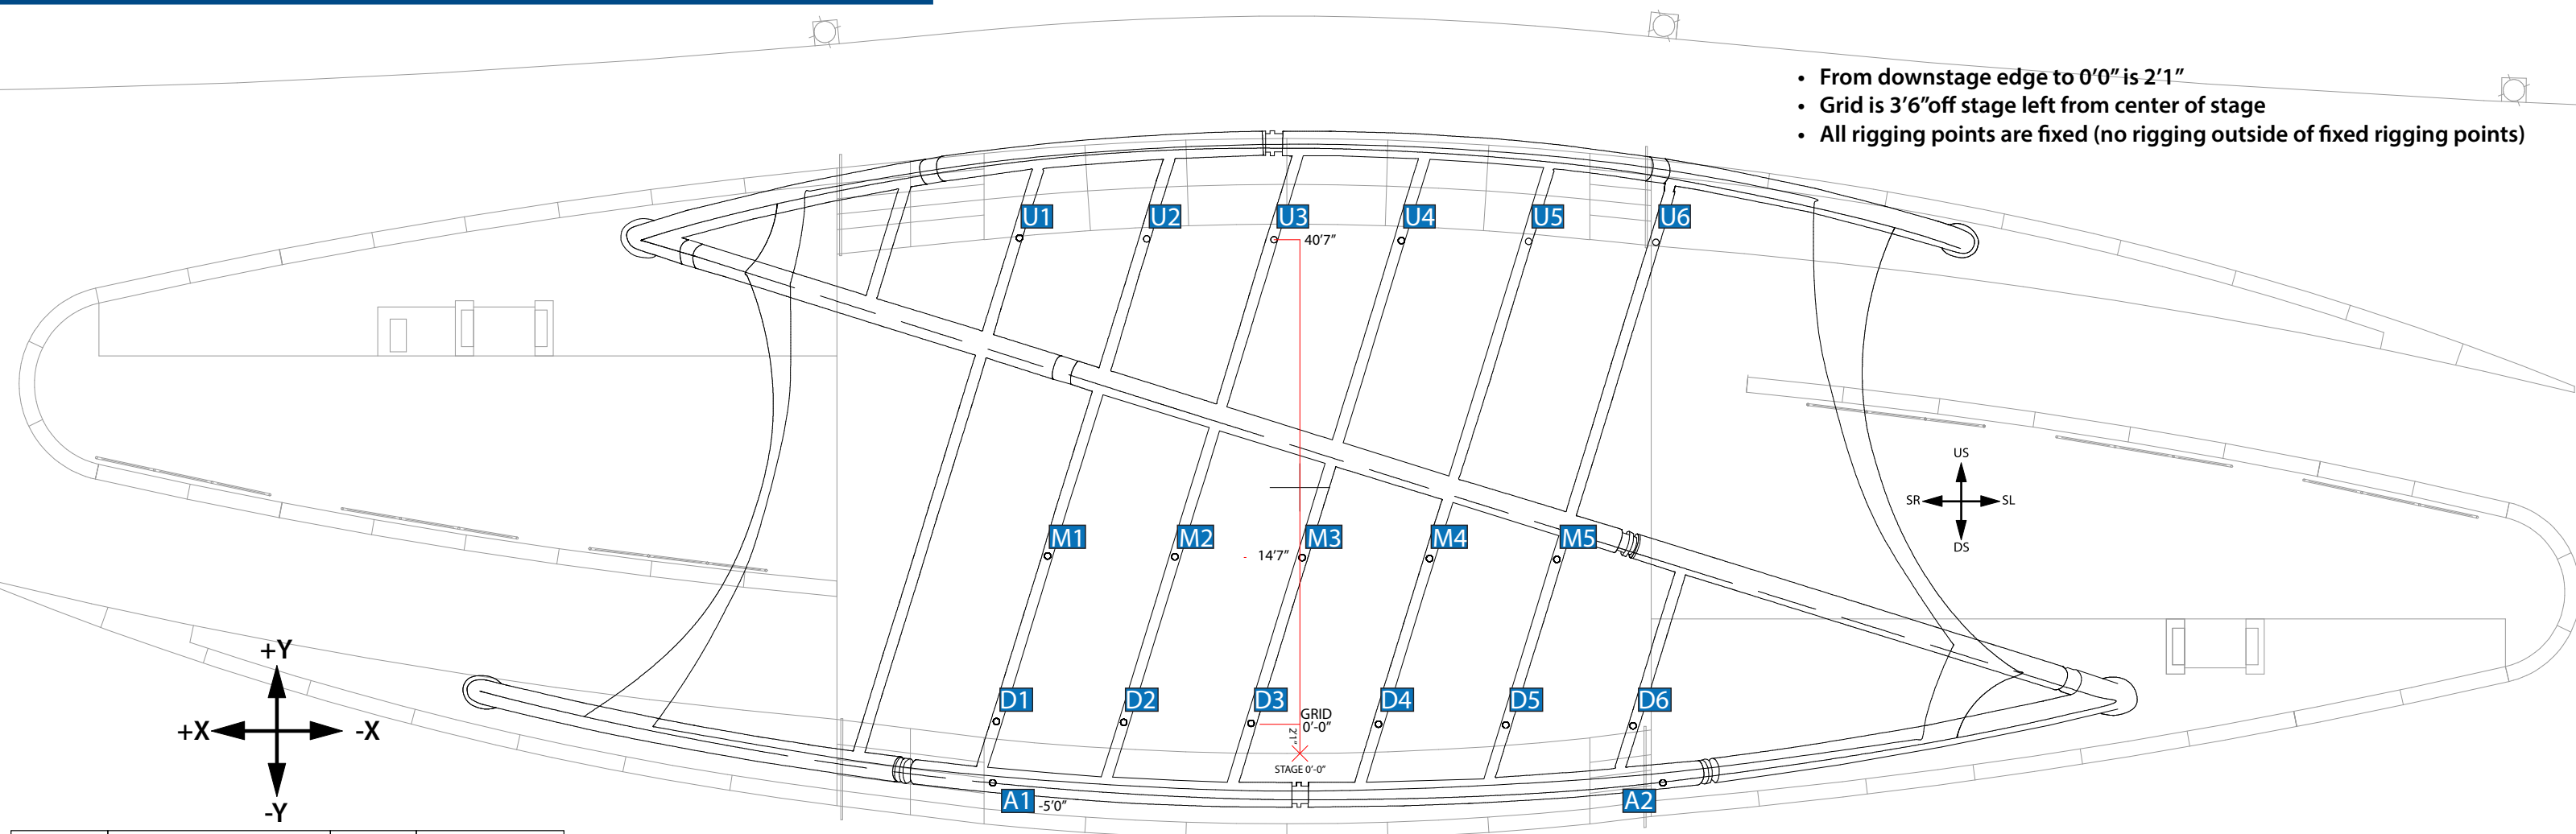 • From downstage edge to 0'0" is 2'1"
• Grid is 3'6"off stage left from center of stage
• All rigging points are fixed (no rigging outside of fixed rigging points)
U1 U2 U3 U4 U5 U6
40'7"
US
SR SL
DS
M1 M2 M3 M4 M5
- 14'7"
+Y
+X -X
-Y
D1 D2 D3 D4 D5 D6
GRID
0'-0"
2'1"
STAGE 0'-0"
A1 -5'0" A2